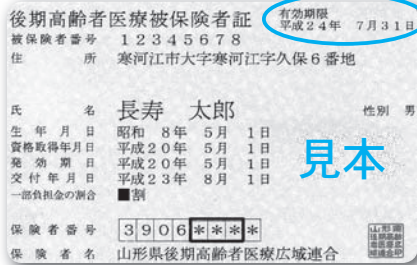 後期高齢者医療被保険者証
有効期限
平成24年 7月31日
被保険者番号 12345678
住所 寒河江市大字寒河江字久保6番地
氏名 長寿 太郎 性別 男
生年月日 昭和 8年 5月 1日
資格取得年月日 平成20年 5月 1日
発効期日 平成20年 5月 1日
交付年月日 平成23年 8月 1日
一部負担金の割合 ■割
見本
保険者番号 3906****
保険者名 山形県後期高齢者医療広域連合